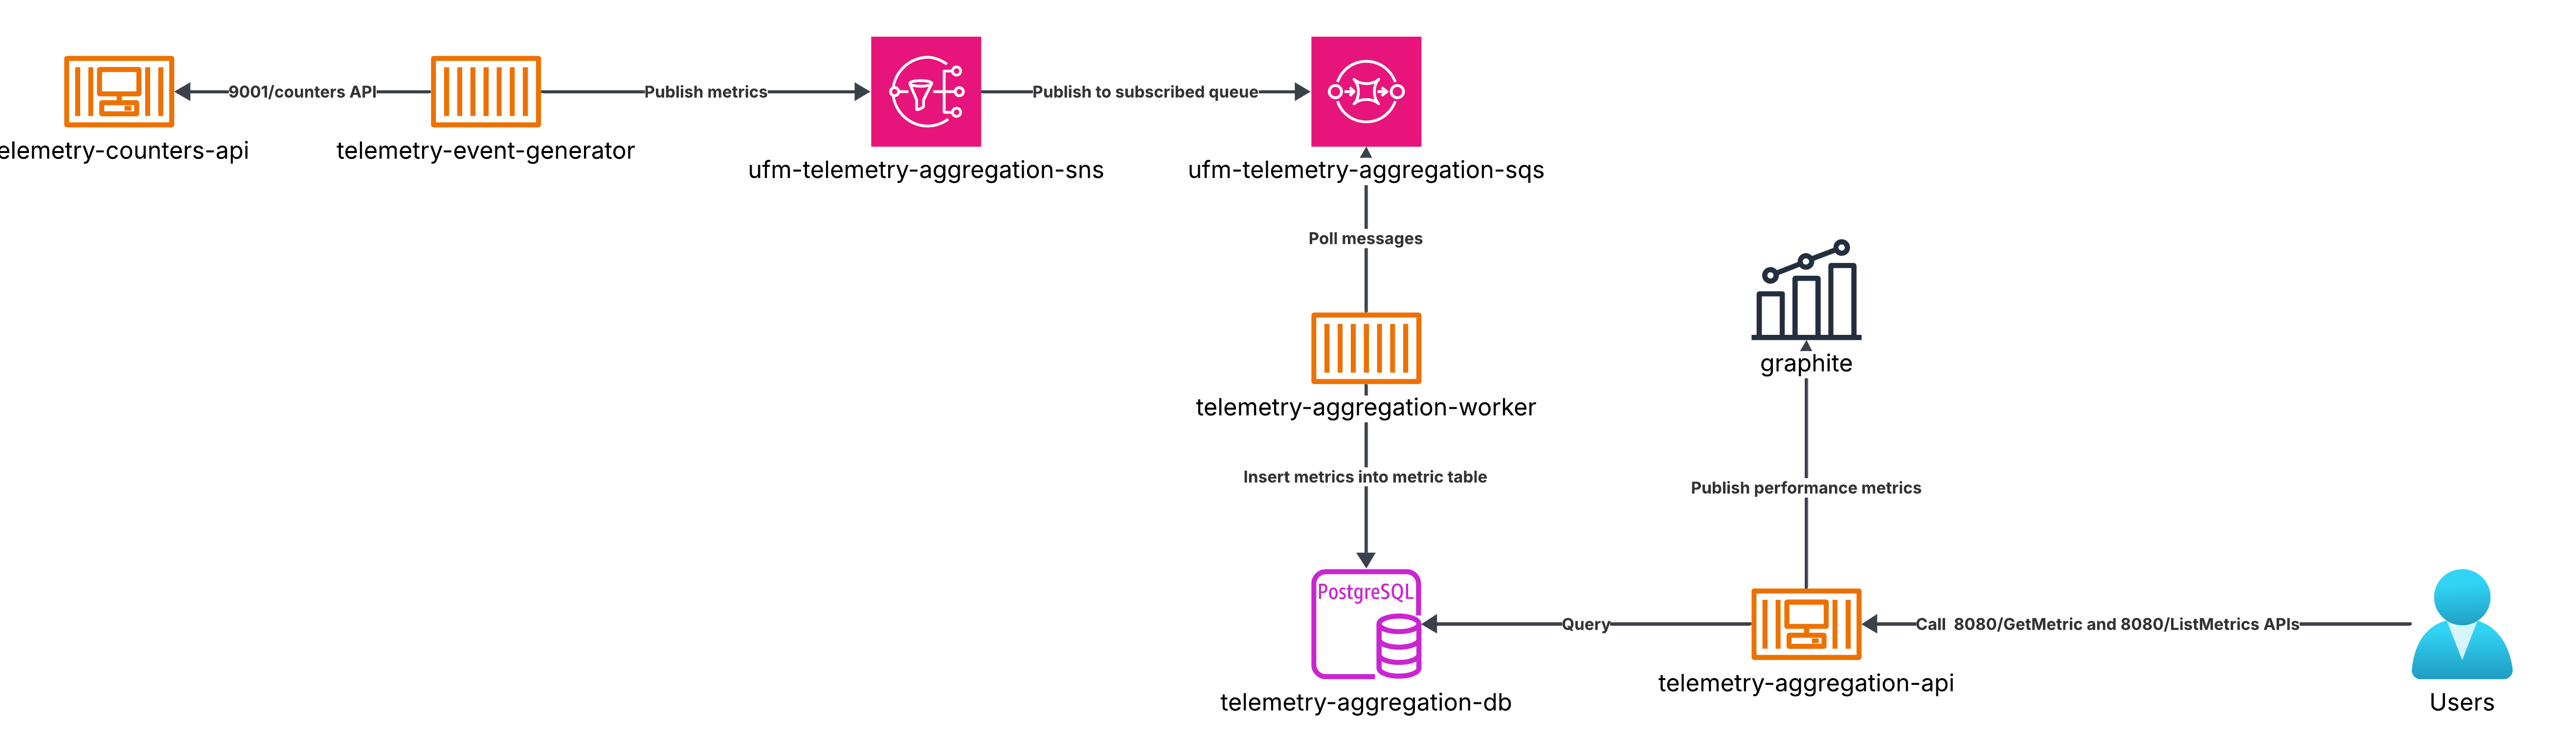 9001/counters API
Publish metrics
Publish to subscribed queue
elemetry-counters-api
telemetry-event-generator
ufm-telemetry-aggregation-sns
ufm-telemetry-aggregation-sqs
Poll messages
graphite
telemetry-aggregation-worker
Insert metrics into metric table
Publish performance metrics
PostgreSQL
Query
Call 8080/GetMetric and 8080/ListMetrics APIs
telemetry-aggregation-api
telemetry-aggregation-db
Users